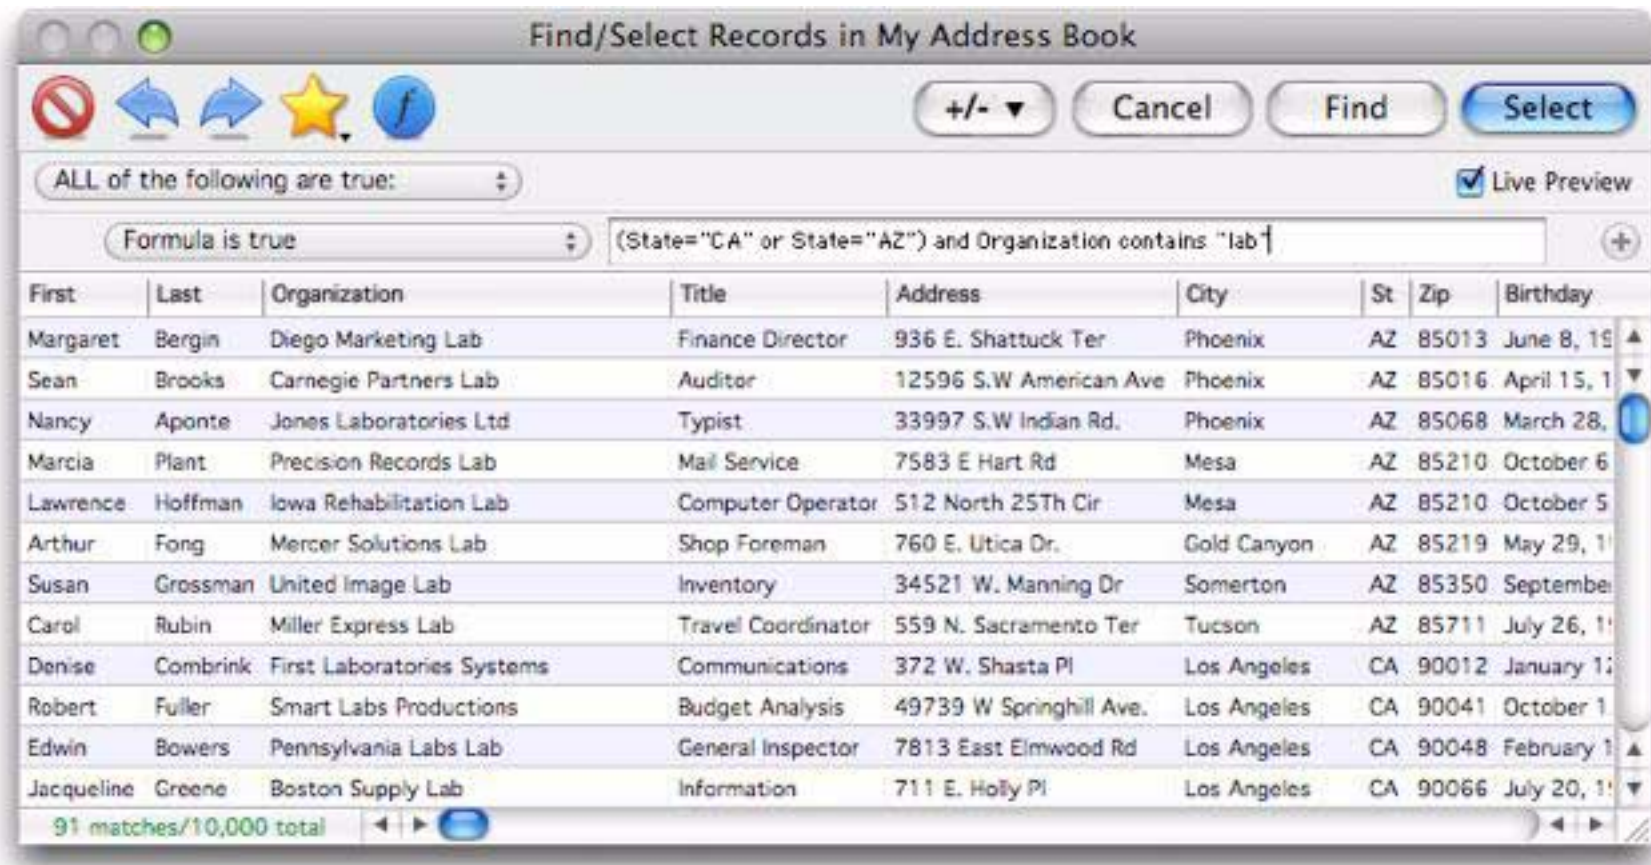 Find/Select Records in My Address Book
f +/- ▼ Cancel Find Select
ALL of the following are true: Live Preview
Formula is true (State="CA" or State="AZ") and Organization contains "lab"
First Last Organization Title Address City St Zip Birthday
Margaret Bergin Diego Marketing Lab Finance Director 936 E. Shattuck Ter Phoenix AZ 85013 June 8, 19
Sean Brooks Carnegie Partners Lab Auditor 12596 S.W American Ave Phoenix AZ 85016 April 15, 1
Nancy Aponte Jones Laboratories Ltd Typist 33997 S.W Indian Rd. Phoenix AZ 85068 March 28,
Marcia Plant Precision Records Lab Mail Service 7583 E Hart Rd Mesa AZ 85210 October 6
Lawrence Hoffman Iowa Rehabilitation Lab Computer Operator 512 North 25Th Cir Mesa AZ 85210 October 5
Arthur Fong Mercer Solutions Lab Shop Foreman 760 E. Utica Dr. Gold Canyon AZ 85219 May 29, 1
Susan Grossman United Image Lab Inventory 34521 W. Manning Dr Somerton AZ 85350 Septembe
Carol Rubin Miller Express Lab Travel Coordinator 559 N. Sacramento Ter Tucson AZ 85711 July 26, 1
Denise Combrink First Laboratories Systems Communications 372 W. Shasta Pl Los Angeles CA 90012 January 12
Robert Fuller Smart Labs Productions Budget Analysis 49739 W Springhill Ave. Los Angeles CA 90041 October 1
Edwin Bowers Pennsylvania Labs Lab General Inspector 7813 East Elmwood Rd Los Angeles CA 90048 February 1
Jacqueline Greene Boston Supply Lab Information 711 E. Holly Pl Los Angeles CA 90066 July 20, 1
91 matches/10,000 total